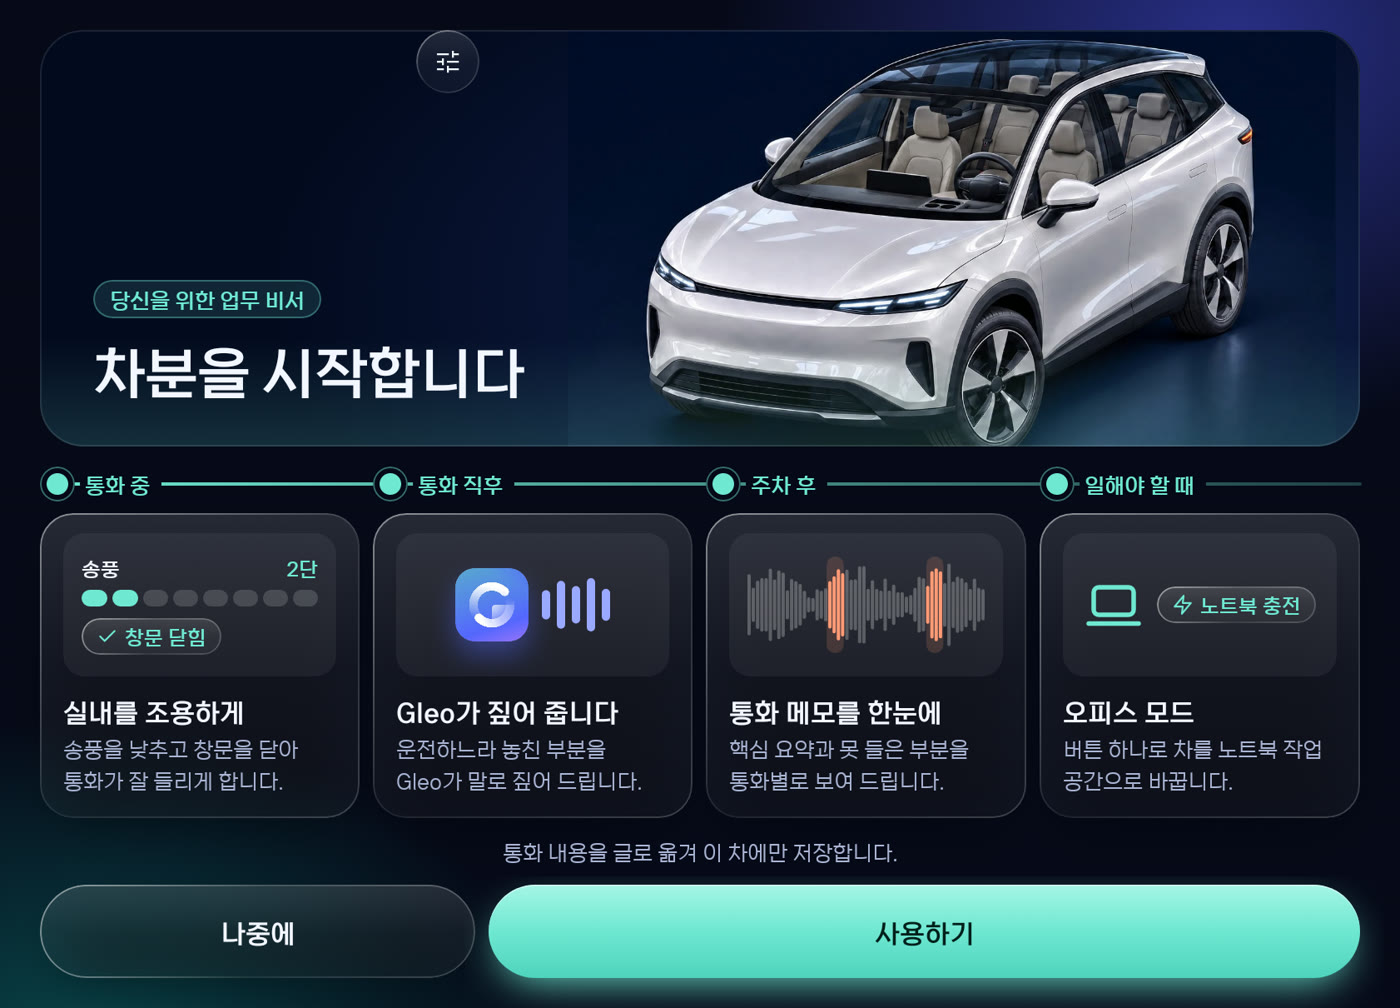 당신을 위한 업무 비서
차분을 시작합니다
통화 중
통화 직후
주차 후
일해야 할 때
송풍
2단
창문 닫힘
노트북 충전
실내를 조용하게
송풍을 낮추고 창문을 닫아
통화가 잘 들리게 합니다.
Gleo가 짚어 줍니다
운전하느라 놓친 부분을
Gleo가 말로 짚어 드립니다.
통화 메모를 한눈에
핵심 요약과 못 들은 부분을
통화별로 보여 드립니다.
오피스 모드
버튼 하나로 차를 노트북 작업
공간으로 바꿉니다.
통화 내용을 글로 옮겨 이 차에만 저장합니다.
나중에
사용하기